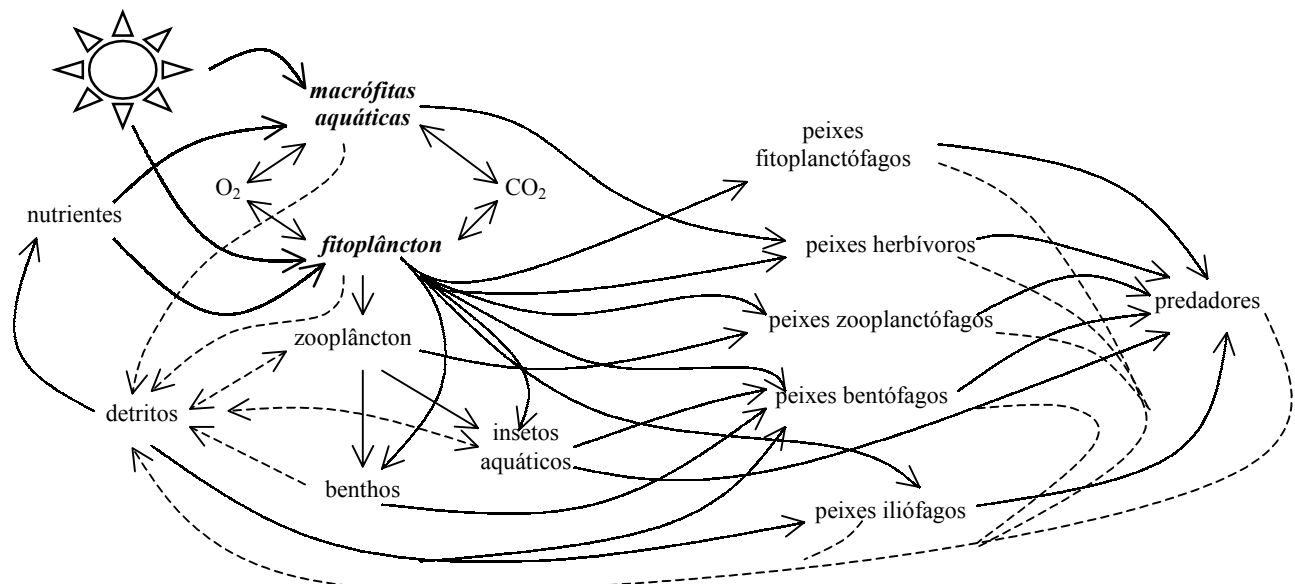 macrófitas
aquáticas
peixes
fitoplanctófagos
O2
CO2
nutrientes
fitoplâncton
peixes herbívoros
predadores
peixes zooplanctófagos
zooplâncton
peixes bentófagos
detritos
insetos
aquáticos
benthos
peixes iliófagos